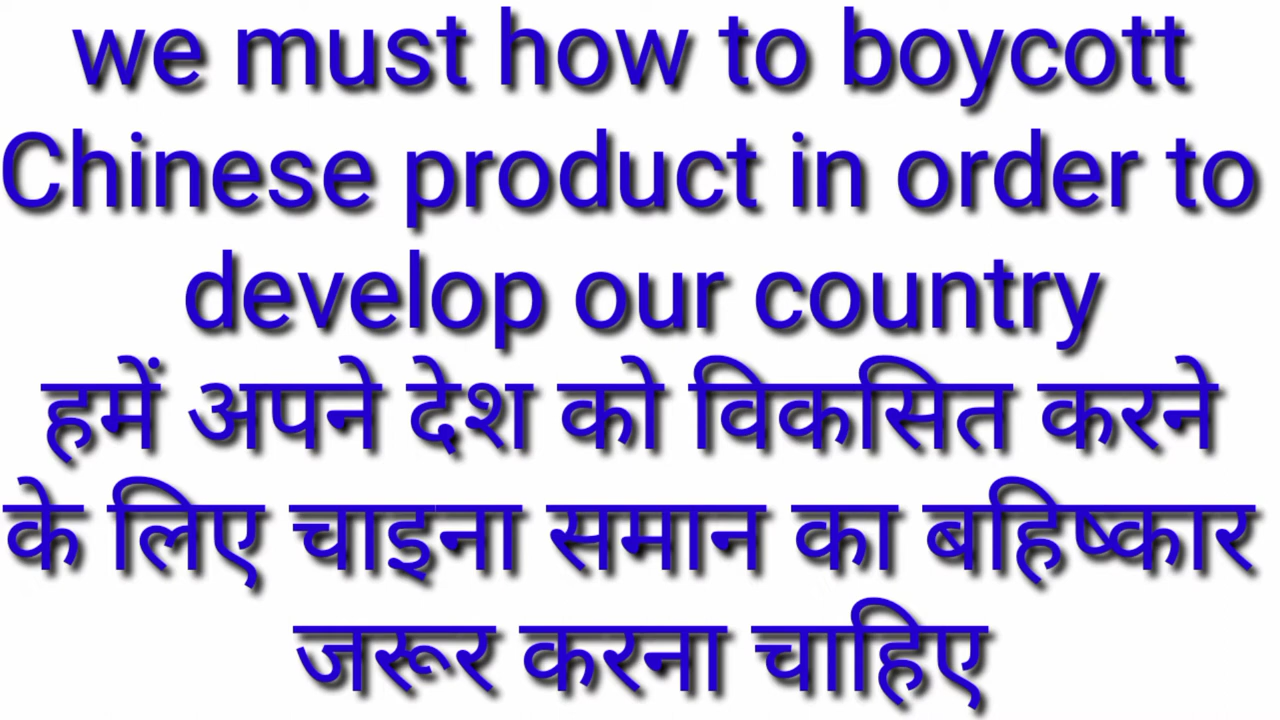 we must how to boycott
Chinese product in order to
develop our country
हमें अपने देश को विकसित करने
के लिए चाइना समान का बहिष्कार
जरूर करना चाहिए